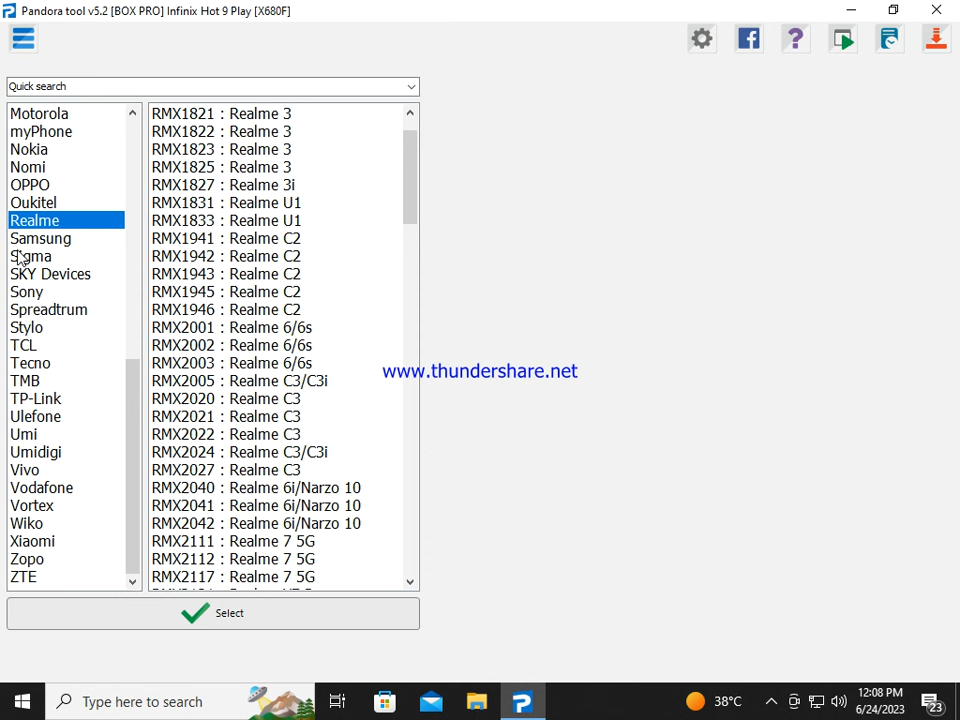 Pandora tool v5.2 [BOX PRO] Infinix Hot 9 Play [X680F]
Quick search
Motorola
myPhone
Nokia
Nomi
OPPO
Oukitel
Realme
Samsung
Sigma
SKY Devices
Sony
Spreadtrum
Stylo
TCL
Tecno
TMB
TP-Link
Ulefone
Umi
Umidigi
Vivo
Vodafone
Vortex
Wiko
Xiaomi
Zopo
ZTE
RMX1821 : Realme 3
RMX1822 : Realme 3
RMX1823 : Realme 3
RMX1825 : Realme 3
RMX1827 : Realme 3i
RMX1831 : Realme U1
RMX1833 : Realme U1
RMX1941 : Realme C2
RMX1942 : Realme C2
RMX1943 : Realme C2
RMX1945 : Realme C2
RMX1946 : Realme C2
RMX2001 : Realme 6/6s
RMX2002 : Realme 6/6s
RMX2003 : Realme 6/6s
RMX2005 : Realme C3/C3i
RMX2020 : Realme C3
RMX2021 : Realme C3
RMX2022 : Realme C3
RMX2024 : Realme C3/C3i
RMX2027 : Realme C3
RMX2040 : Realme 6i/Narzo 10
RMX2041 : Realme 6i/Narzo 10
RMX2042 : Realme 6i/Narzo 10
RMX2111 : Realme 7 5G
RMX2112 : Realme 7 5G
RMX2117 : Realme 7 5G
www.thundershare.net
Select
Type here to search
38°C
12:08 PM
6/24/2023
23